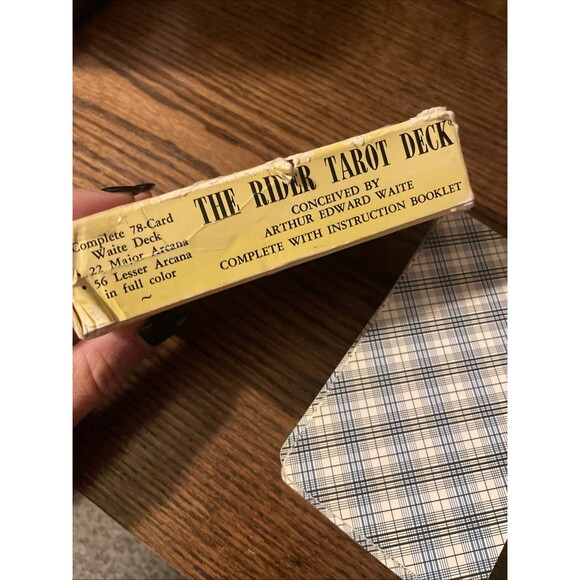 Complete 78-Card
Waite Deck
• 22 Major Arcana
• 56 Lesser Arcana
in full color
~
THE RIDER TAROT DECK®
CONCEIVED BY
ARTHUR EDWARD WAITE
COMPLETE WITH INSTRUCTION BOOKLET